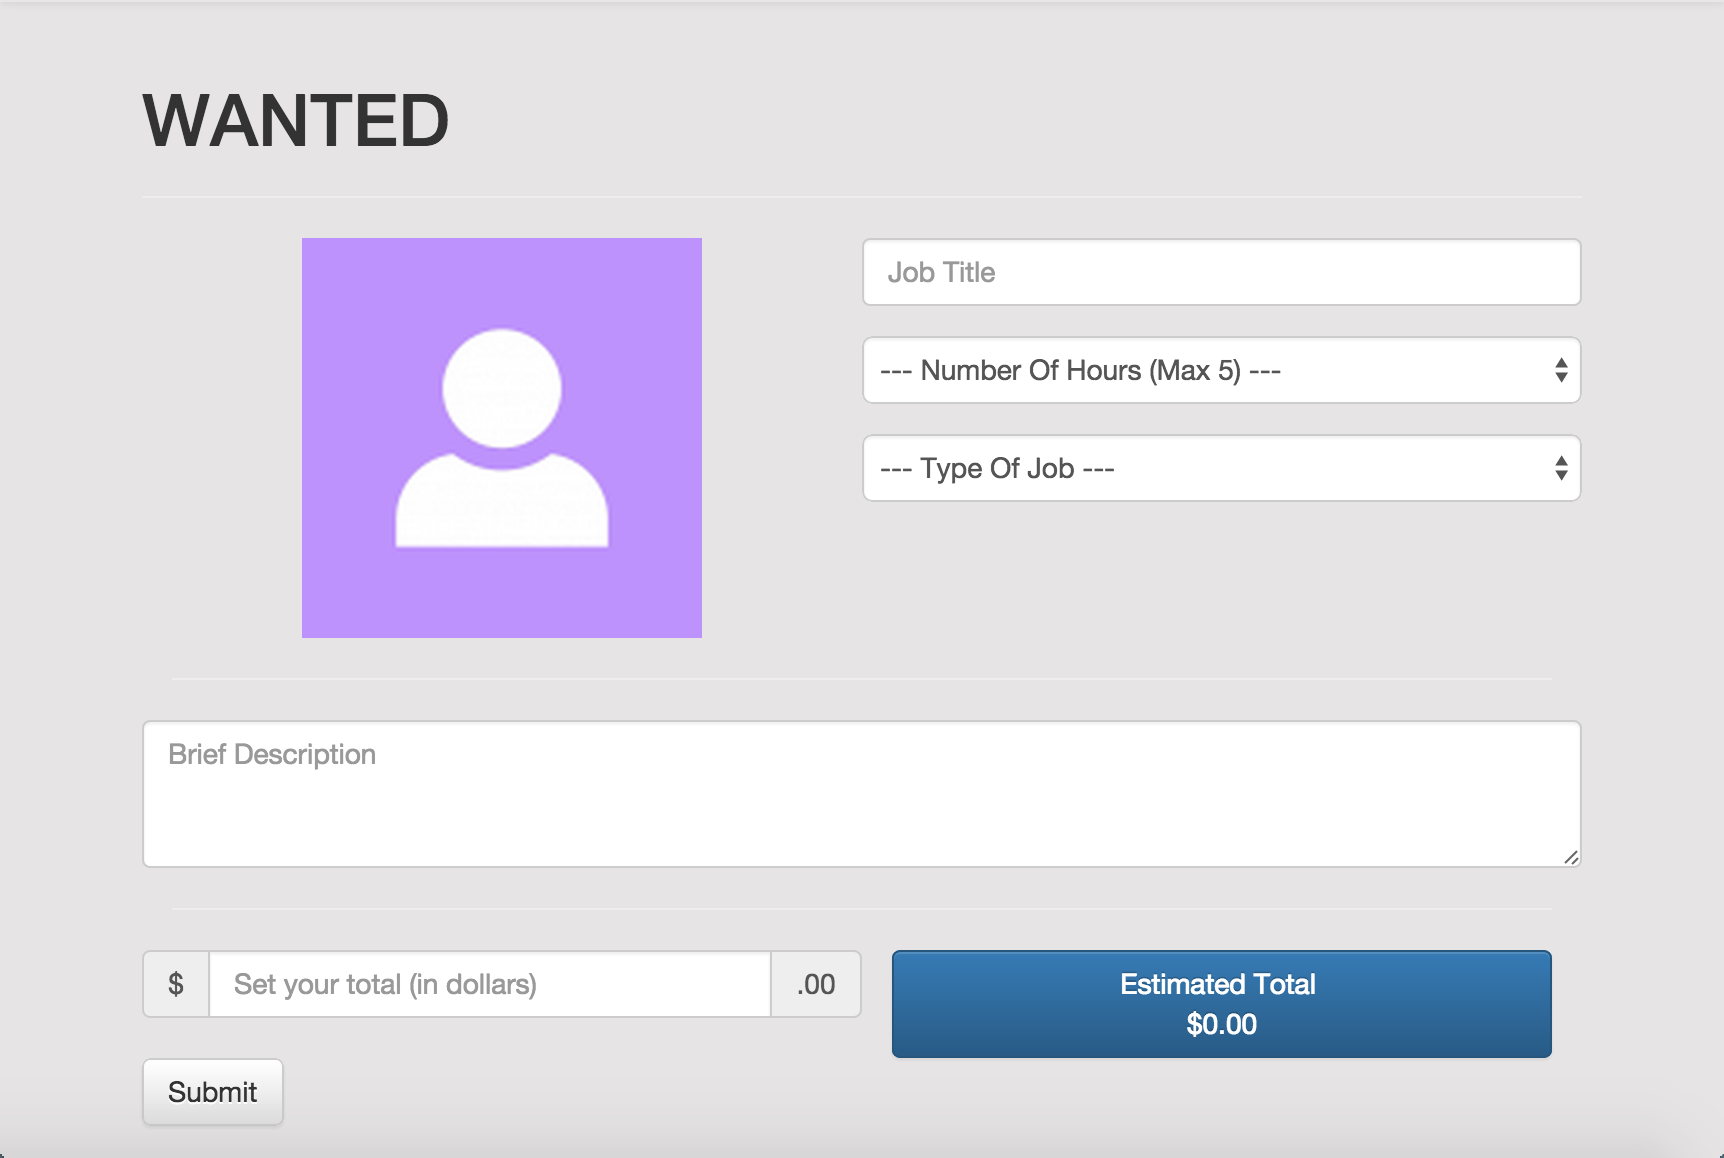 WANTED
Job Title
--- Number Of Hours (Max 5) ---
--- Type Of Job ---
Brief Description
$ Set your total (in dollars) .00
Estimated Total
$0.00
Submit